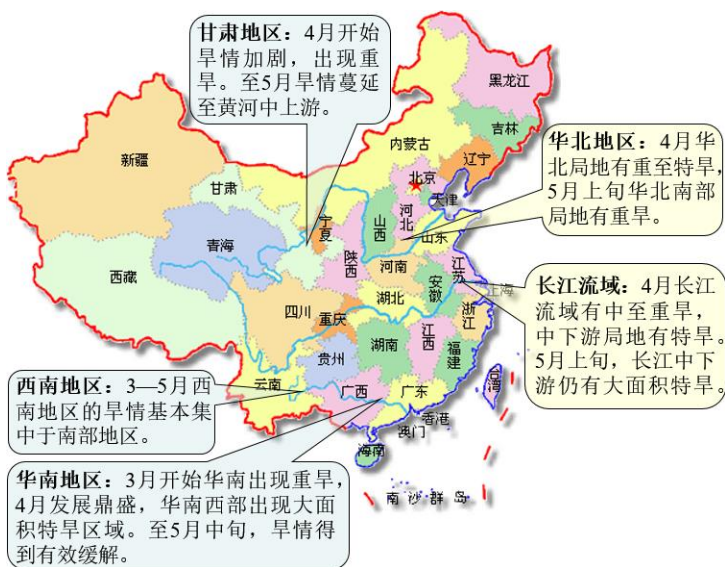 甘肃地区：4月开始
旱情加剧，出现重
旱。至5月旱情蔓延
至黄河中上游。
黑龙江
吉林
辽宁
内蒙古
新疆
甘肃
北京
天津
河北
山西
宁夏
青海
陕西
山东
华北地区：4月华
北局地有重至特旱，
5月上旬华北南部
局地有重旱。
西藏
河南
江苏
安徽
上海
四川
湖北
重庆
浙江
长江流域：4月长江
流域有中至重旱，
中下游局地有特旱。
5月上旬，长江中下
游仍有大面积特旱。
贵州
湖南
江西
福建
云南
广西
广东
台湾
香港
澳门
海南
西南地区：3—5月西
南地区的旱情基本集
中于南部地区。
华南地区：3月开始华南出现重旱，
4月发展鼎盛，华南西部出现大面
积特旱区域。至5月中旬，旱情得
到有效缓解。
南沙群岛